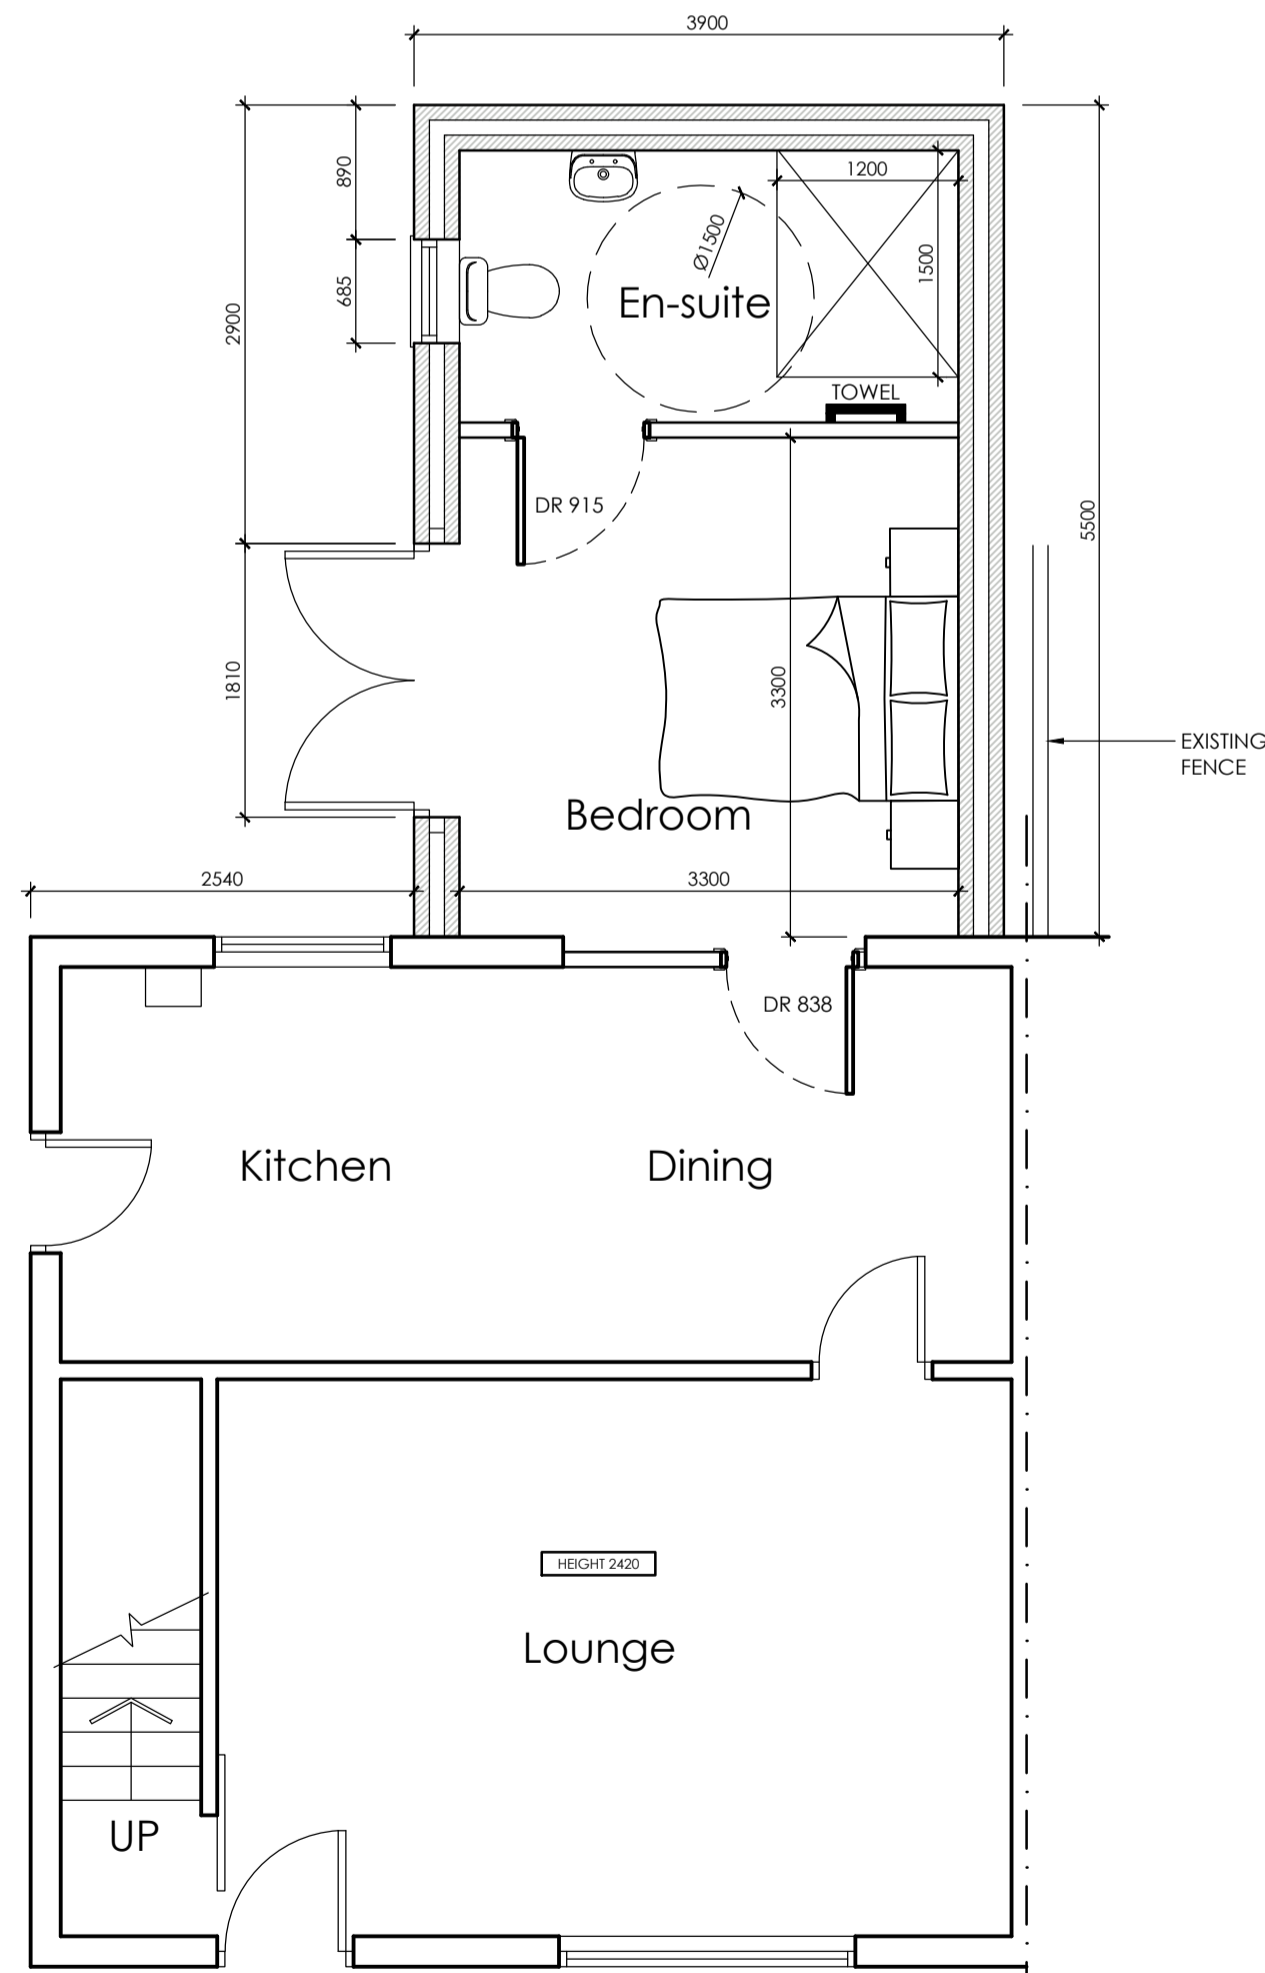 3900
890
1200
Ø1500
1500
685
En-suite
2900
TOWEL
DR 915
5500
1810
3300
EXISTING
FENCE
Bedroom
2540
3300
DR 838
Kitchen
Dining
HEIGHT 2420
Lounge
UP